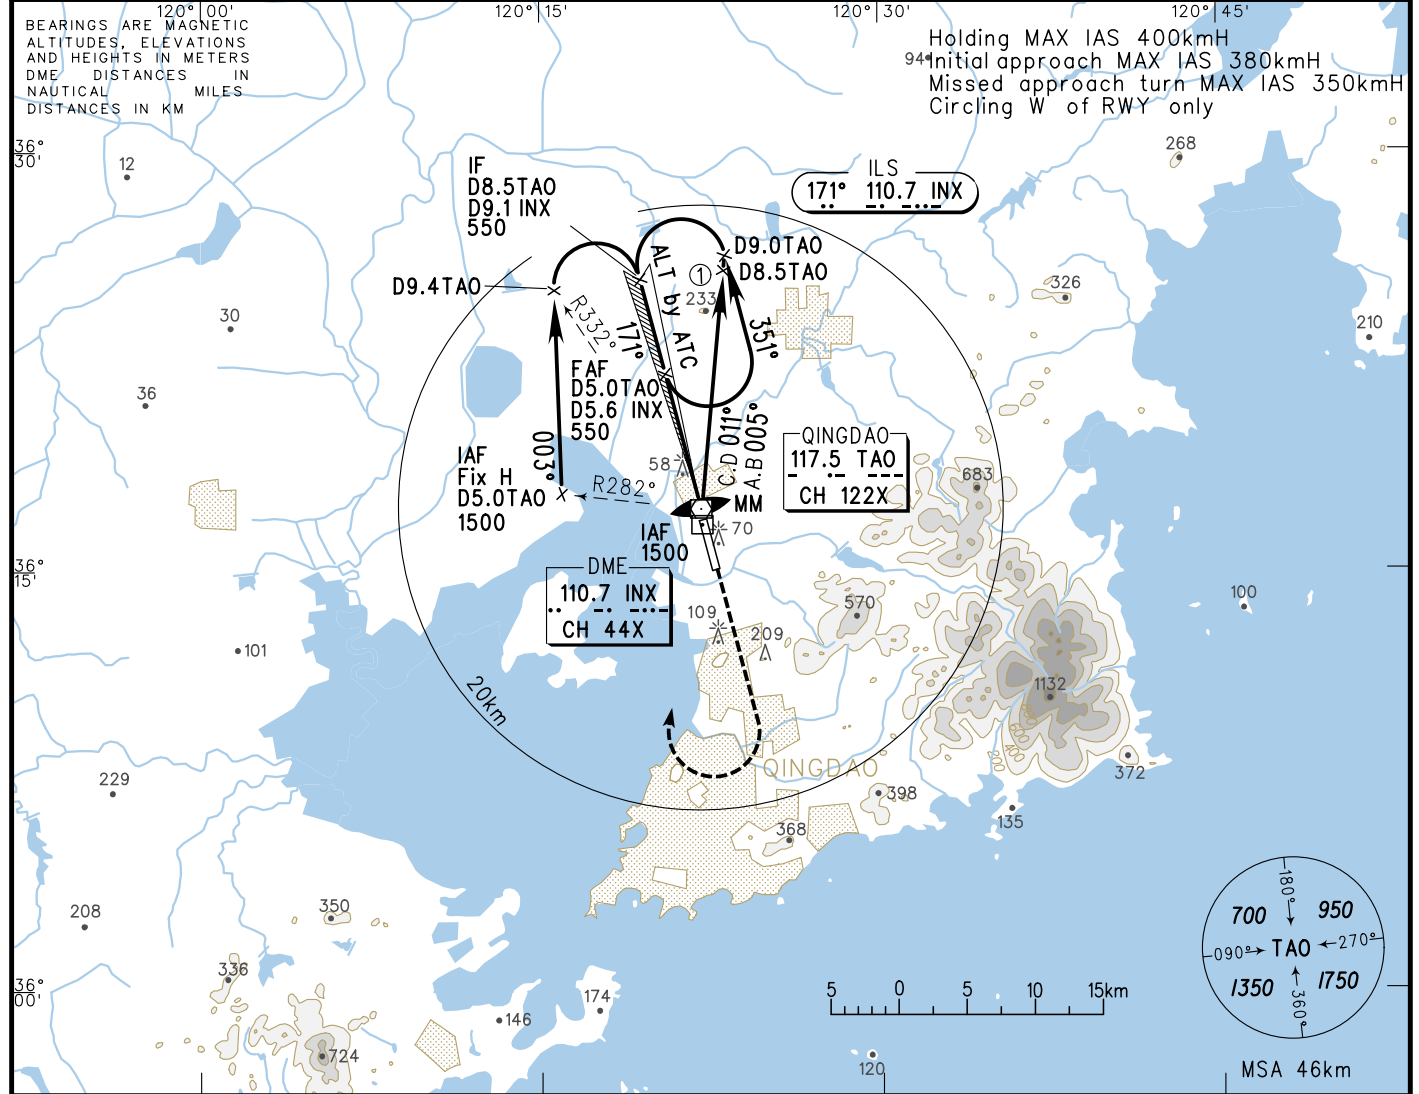 120° 00'
120° 15'
120° 30'
120° 45'
BEARINGS ARE MAGNETIC
ALTITUDES, ELEVATIONS
AND HEIGHTS IN METERS
DME DISTANCES IN
NAUTICAL MILES
DISTANCES IN KM
Holding MAX IAS 400kmH
94
Initial approach MAX IAS 380kmH
Missed approach turn MAX IAS 350kmH
Circling W of RWY only
36°
30'
12
268
IF
D8.5TAO
D9.1 INX
550
ILS
171° 110.7 INX
D9.0TAO
D8.5TAO
D9.4TAO
ALT by ATC
1
233
326
210
30
R332°
171°
351°
36
FAF
D5.0TAO
D5.6 INX
550
003°
C.D 011°
A.B 005°
IAF
Fix H
D5.0TAO
1500
R282°
58
QINGDAO
117.5 TAO
CH 122X
683
MM
70
IAF
1500
36°
15'
DME
110.7 INX
CH 44X
109
209
570
100
101
1132
20km
800
600
400
200
QINGDAO
229
372
398
135
368
208
350
336
174
146
724
120
36°
00'
5 0 5 10 15km
180°
700 950
090° TAO 270°
1350 1750
360°
MSA 46km